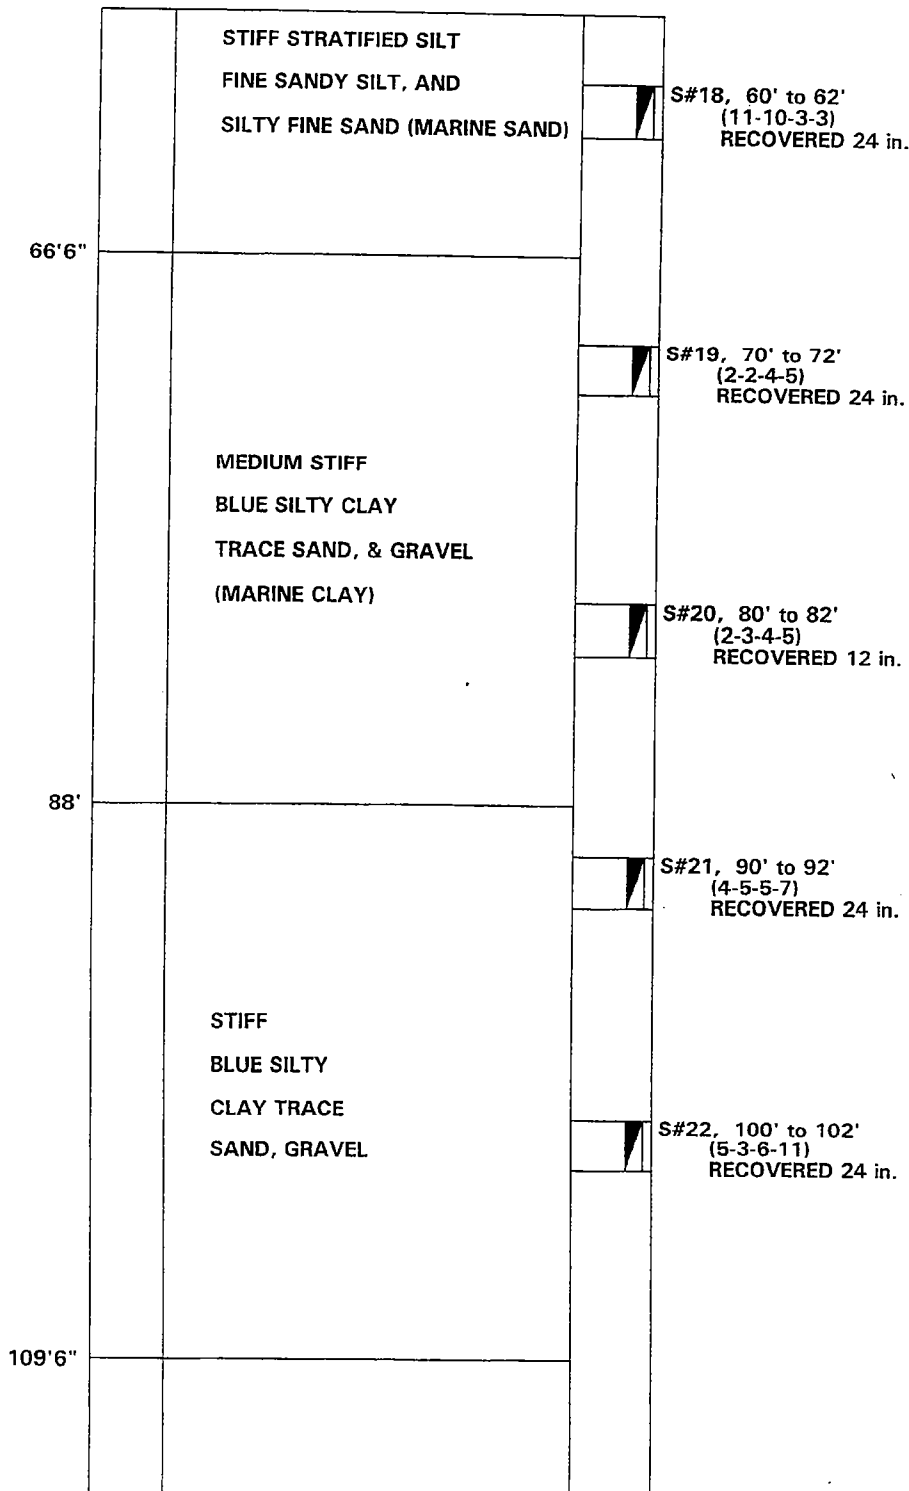 STIFF STRATIFIED SILT
FINE SANDY SILT, AND
SILTY FINE SAND (MARINE SAND)
S#18, 60' to 62'
(11-10-3-3)
RECOVERED 24 in.
66'6"
S#19, 70' to 72'
(2-2-4-5)
RECOVERED 24 in.
MEDIUM STIFF
BLUE SILTY CLAY
TRACE SAND, & GRAVEL
(MARINE CLAY)
S#20, 80' to 82'
(2-3-4-5)
RECOVERED 12 in.
88'
S#21, 90' to 92'
(4-5-5-7)
RECOVERED 24 in.
STIFF
BLUE SILTY
CLAY TRACE
SAND, GRAVEL
S#22, 100' to 102'
(5-3-6-11)
RECOVERED 24 in.
109'6"